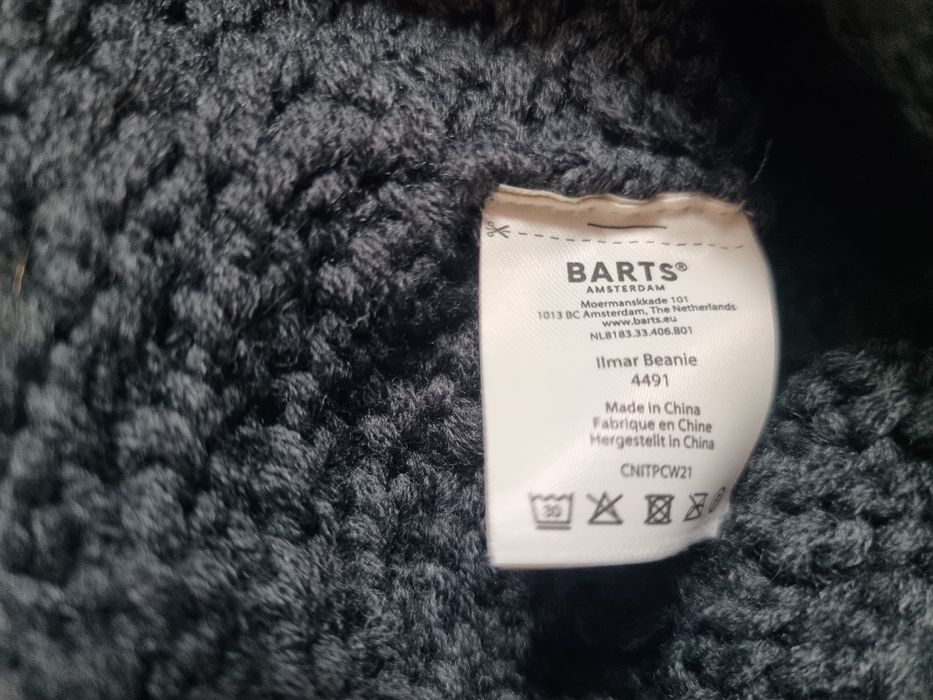 BARTS®
AMSTERDAM
Moermanskkade 101
1013 BC Amsterdam, The Netherlands
www.barts.eu
NL8183.33.406.B01
Ilmar Beanie
4491
Made in China
Fabrique en Chine
Hergestellt in China
CNITPCW21
30